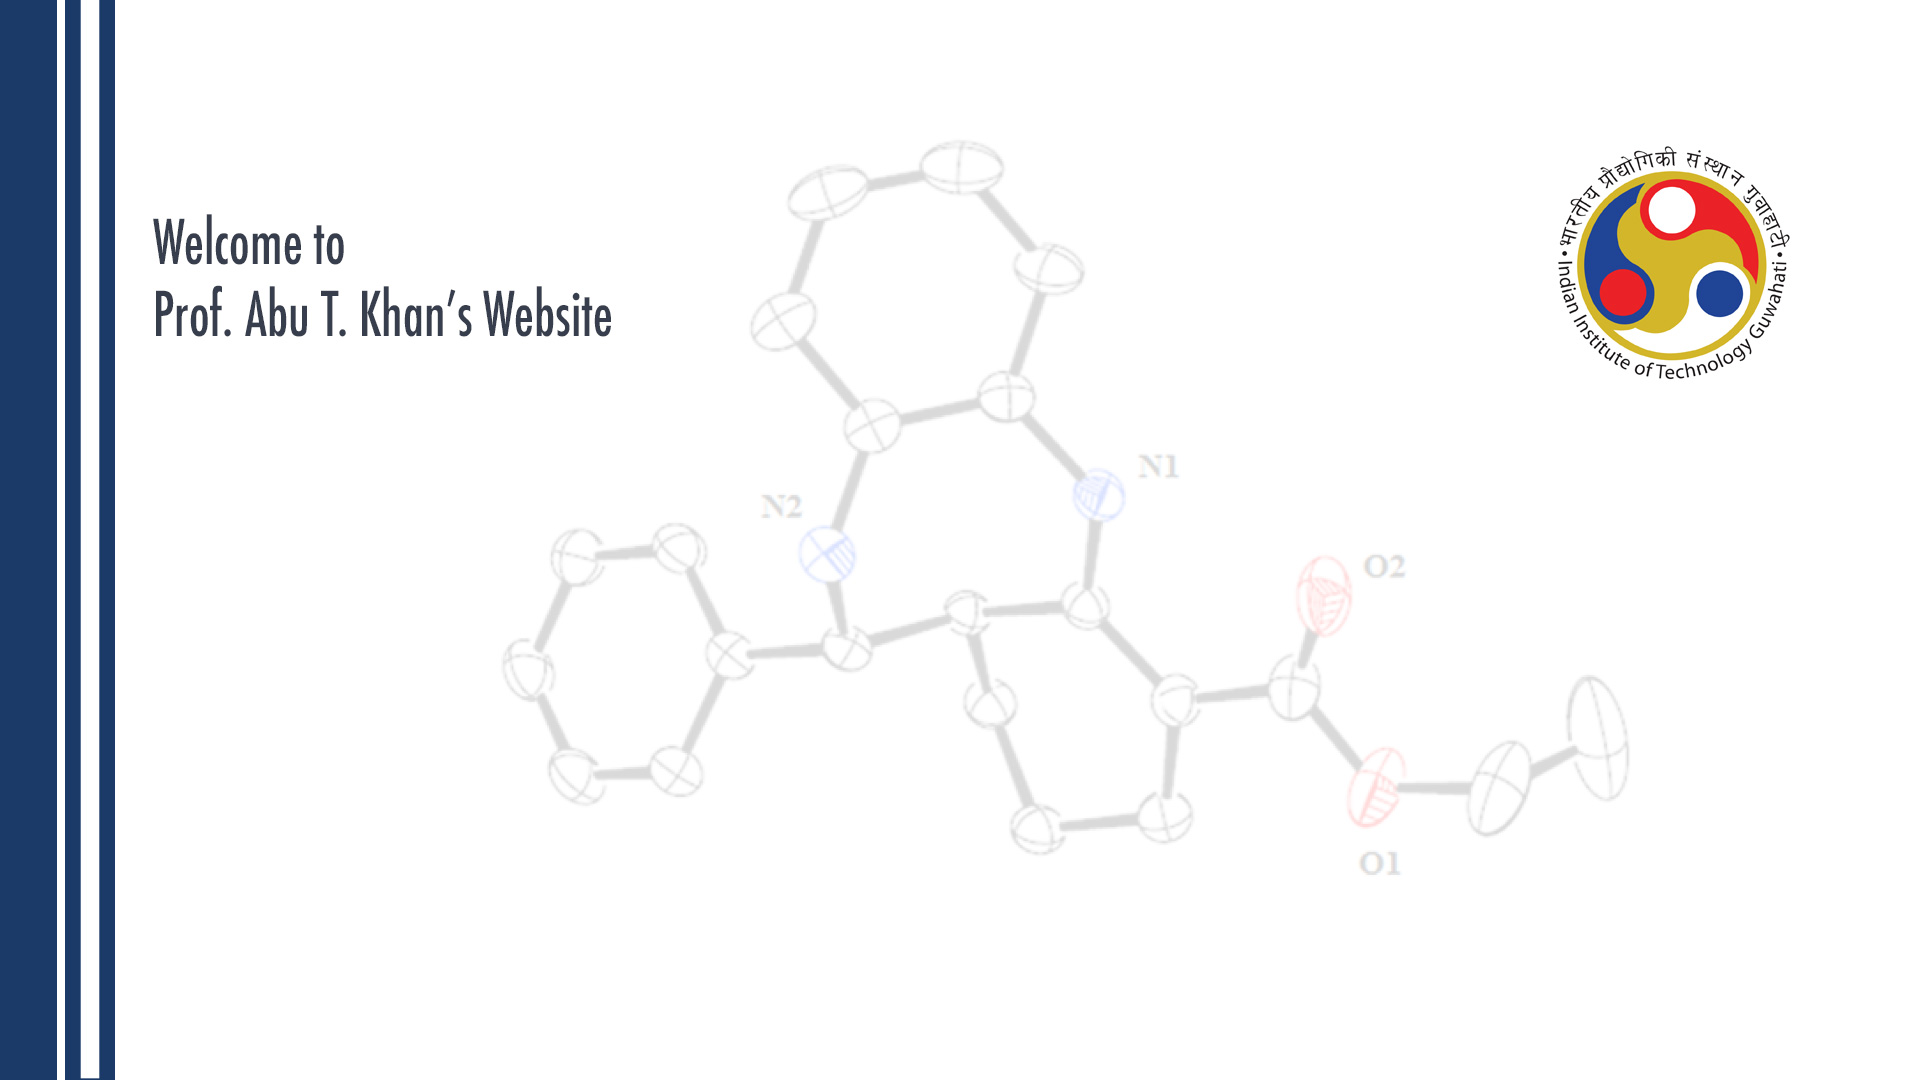 Welcome to
Prof. Abu T. Khan’s Website
भारतीय प्रौद्योगिकी संस्थान गुवाहाटी
Indian Institute of Technology Guwahati
N1
N2
O2
O1